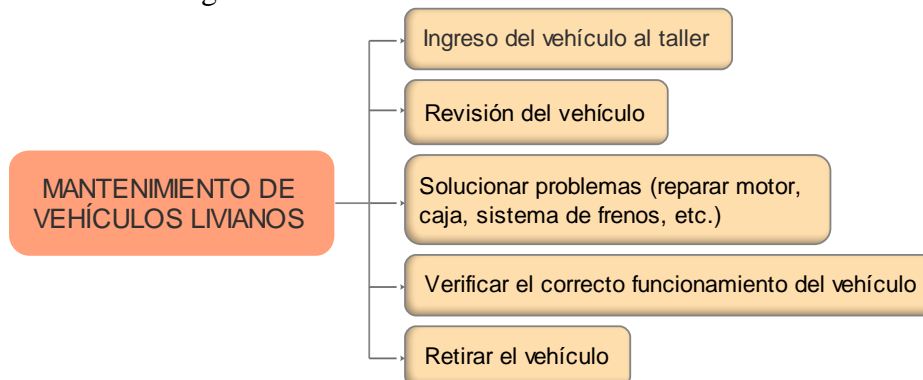 Ingreso del vehículo al taller
Revisión del vehículo
MANTENIMIENTO DE
VEHÍCULOS LIVIANOS
Solucionar problemas (reparar motor,
caja, sistema de frenos, etc.)
Verificar el correcto funcionamiento del vehículo
Retirar el vehículo